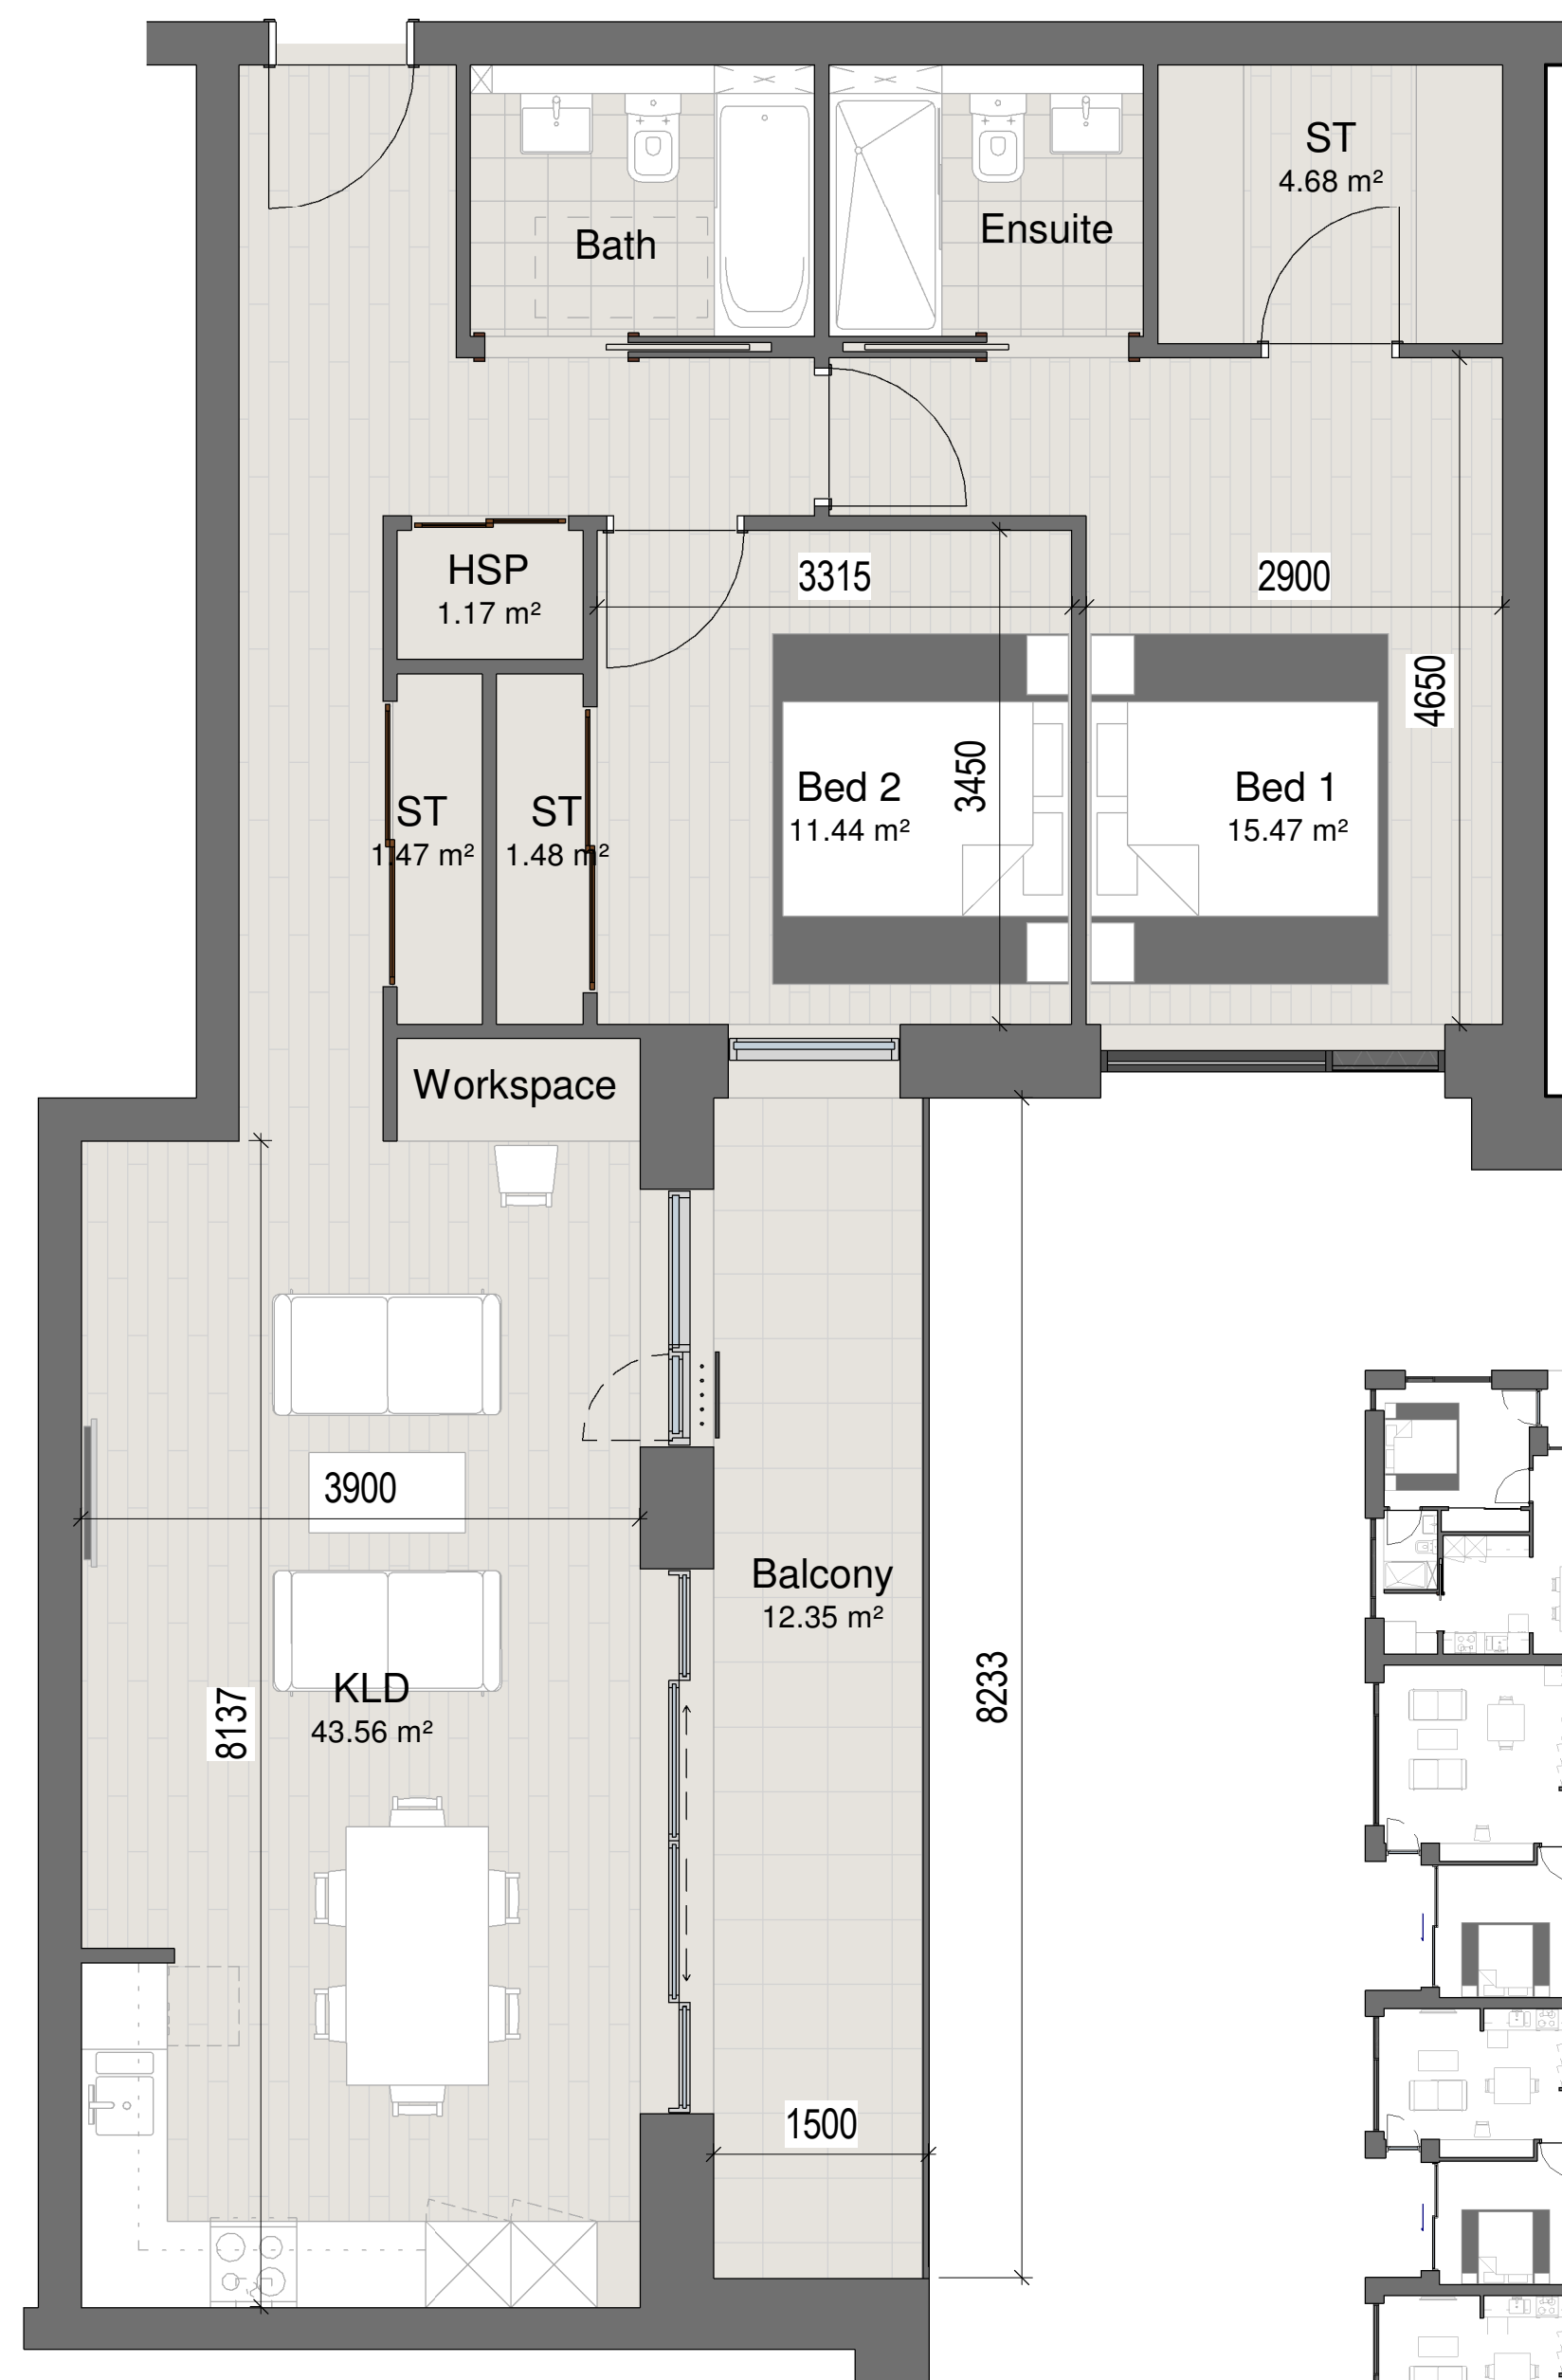 ST
4.68 m²
Bath
Ensuite
HSP
1.17 m²
3315
2900
4650
3450
Bed 2
11.44 m²
Bed 1
15.47 m²
ST
1.47 m²
ST
1.48 m²
Workspace
3900
Balcony
12.35 m²
KLD
43.56 m²
8137
8233
1500